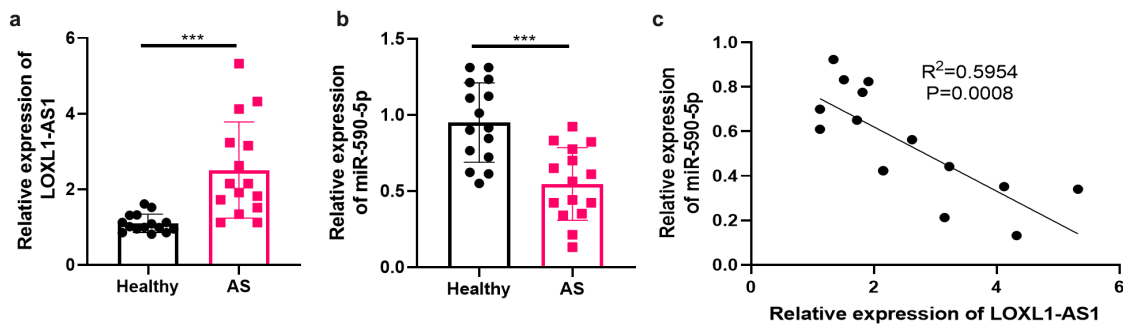 a
Relative expression of
LOXL1-AS1
6
4
2
0
***
Healthy
AS
b
Relative expression
of miR-590-5p
1.5
1.0
0.5
0.0
***
Healthy
AS
c
Relative expression
of miR-590-5p
1.0
0.8
0.6
0.4
0.2
0.0
R²=0.5954
P=0.0008
0
2
4
6
Relative expression of LOXL1-AS1